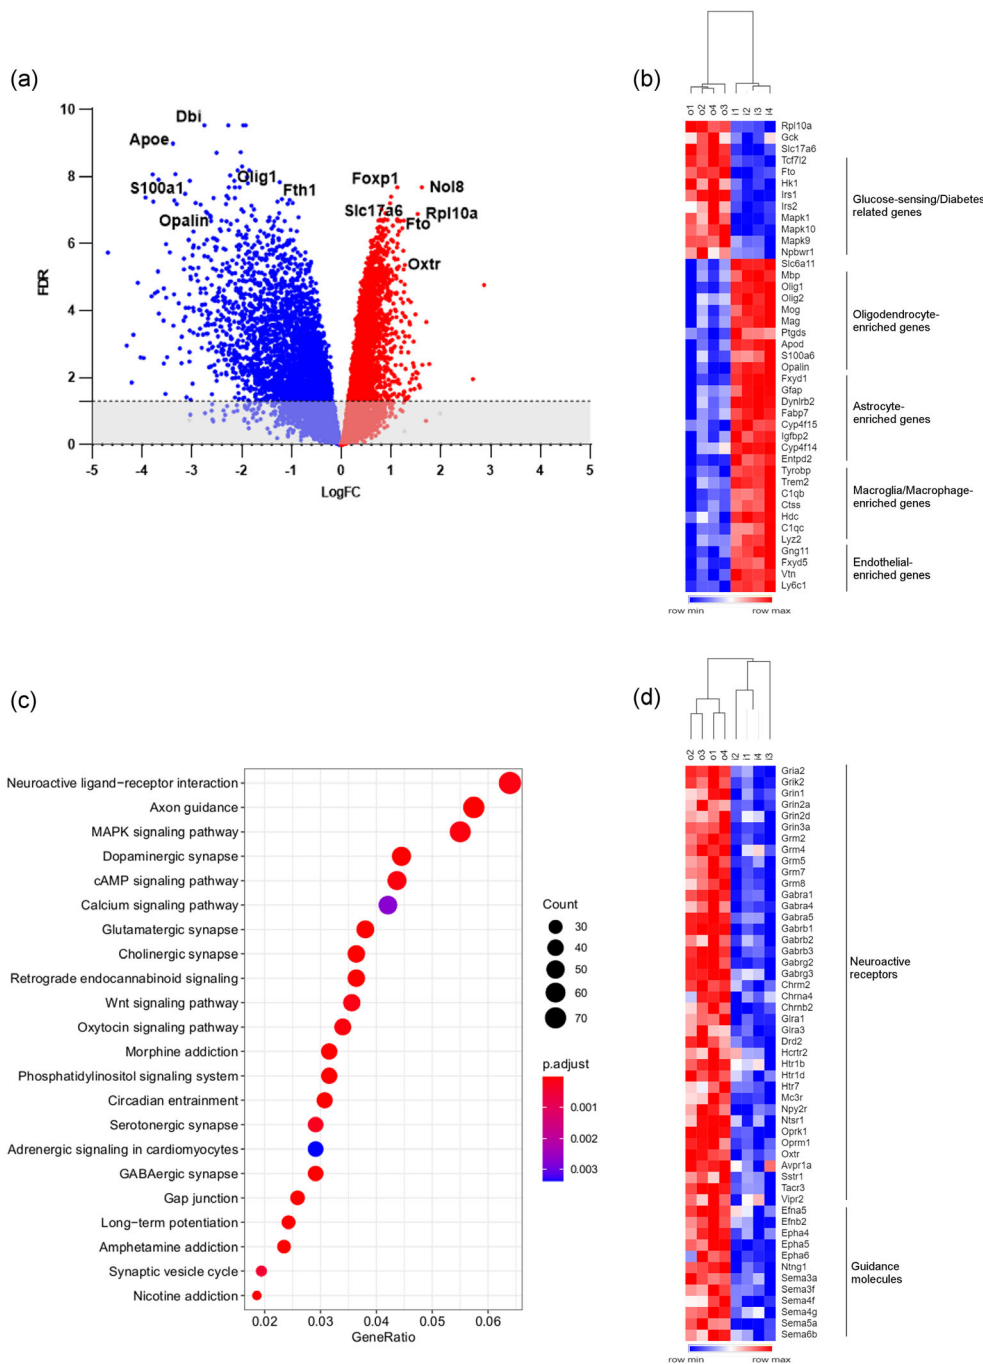 (a)
10
8
6
4
2
0
FDR
-5
-4
-3
-2
-1
0
1
2
3
4
5
LogFC
Dbi
Apoe
S100a1
Olig1
Fth1
Opalin
Foxp1
Nol8
Slc17a6
Rpl10a
Fto
Oxtr
(b)
o1
o2
o4
o3
i1
i2
i3
i4
Rpl10a
Gck
Slc17a6
Tcf7l2
Fto
Hk1
Irs1
Irs2
Mapk1
Mapk10
Mapk9
Npbwr1
Slc6a11
Mbp
Olig1
Olig2
Mog
Mag
Ptgds
Apod
S100a6
Opalin
Fxyd1
Gfap
Dynlrb2
Fabp7
Cyp4f15
Igfbp2
Cyp4f14
Entpd2
Tyrobp
Trem2
C1qb
Ctss
Hdc
C1qc
Lyz2
Gng11
Fxyd5
Vtn
Ly6c1
Glucose-sensing/Diabetes
related genes
Oligodendrocyte-
enriched genes
Astrocyte-
enriched genes
Macroglia/Macrophage-
enriched genes
Endothelial-
enriched genes
row min
row max
(c)
Neuroactive ligand−receptor interaction
Axon guidance
MAPK signaling pathway
Dopaminergic synapse
cAMP signaling pathway
Calcium signaling pathway
Glutamatergic synapse
Cholinergic synapse
Retrograde endocannabinoid signaling
Wnt signaling pathway
Oxytocin signaling pathway
Morphine addiction
Phosphatidylinositol signaling system
Circadian entrainment
Serotonergic synapse
Adrenergic signaling in cardiomyocytes
GABAergic synapse
Gap junction
Long−term potentiation
Amphetamine addiction
Synaptic vesicle cycle
Nicotine addiction
0.02
0.03
0.04
0.05
0.06
GeneRatio
Count
30
40
50
60
70
p.adjust
0.001
0.002
0.003
(d)
o2
o3
o1
o4
i2
i1
i4
i3
Gria2
Grik2
Grin1
Grin2a
Grin2d
Grin3a
Grm2
Grm4
Grm5
Grm7
Grm8
Gabra1
Gabra4
Gabra5
Gabrb1
Gabrb2
Gabrb3
Gabrg2
Gabrg3
Chrm2
Chrna4
Chrnb2
Glra1
Glra3
Drd2
Hcrtr2
Htr1b
Htr1d
Htr7
Mc3r
Npy2r
Ntsr1
Oprk1
Oprm1
Oxtr
Avpr1a
Sstr1
Tacr3
Vipr2
Efna5
Efnb2
Epha4
Epha5
Epha6
Ntng1
Sema3a
Sema3f
Sema4f
Sema4g
Sema5a
Sema6b
Neuroactive
receptors
Guidance
molecules
row min
row max